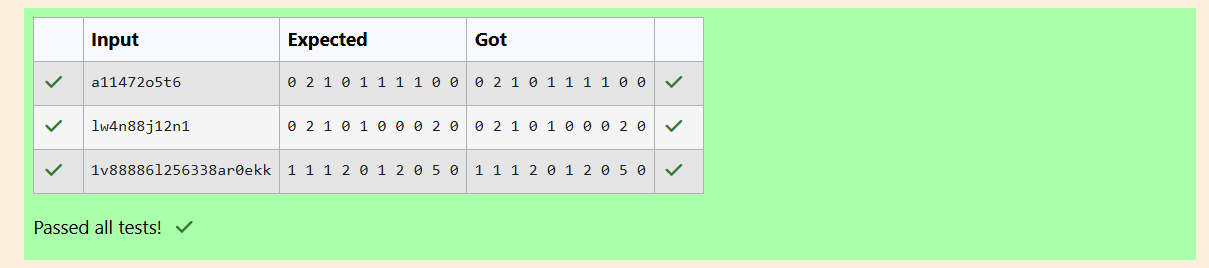 Input Expected Got
a11472o5t6 0 2 1 0 1 1 1 1 0 0 0 2 1 0 1 1 1 1 0 0
lw4n88j12n1 0 2 1 0 1 0 0 0 2 0 0 2 1 0 1 0 0 0 2 0
1v88886l256338ar0ekk 1 1 1 2 0 1 2 0 5 0 1 1 1 2 0 1 2 0 5 0
Passed all tests!